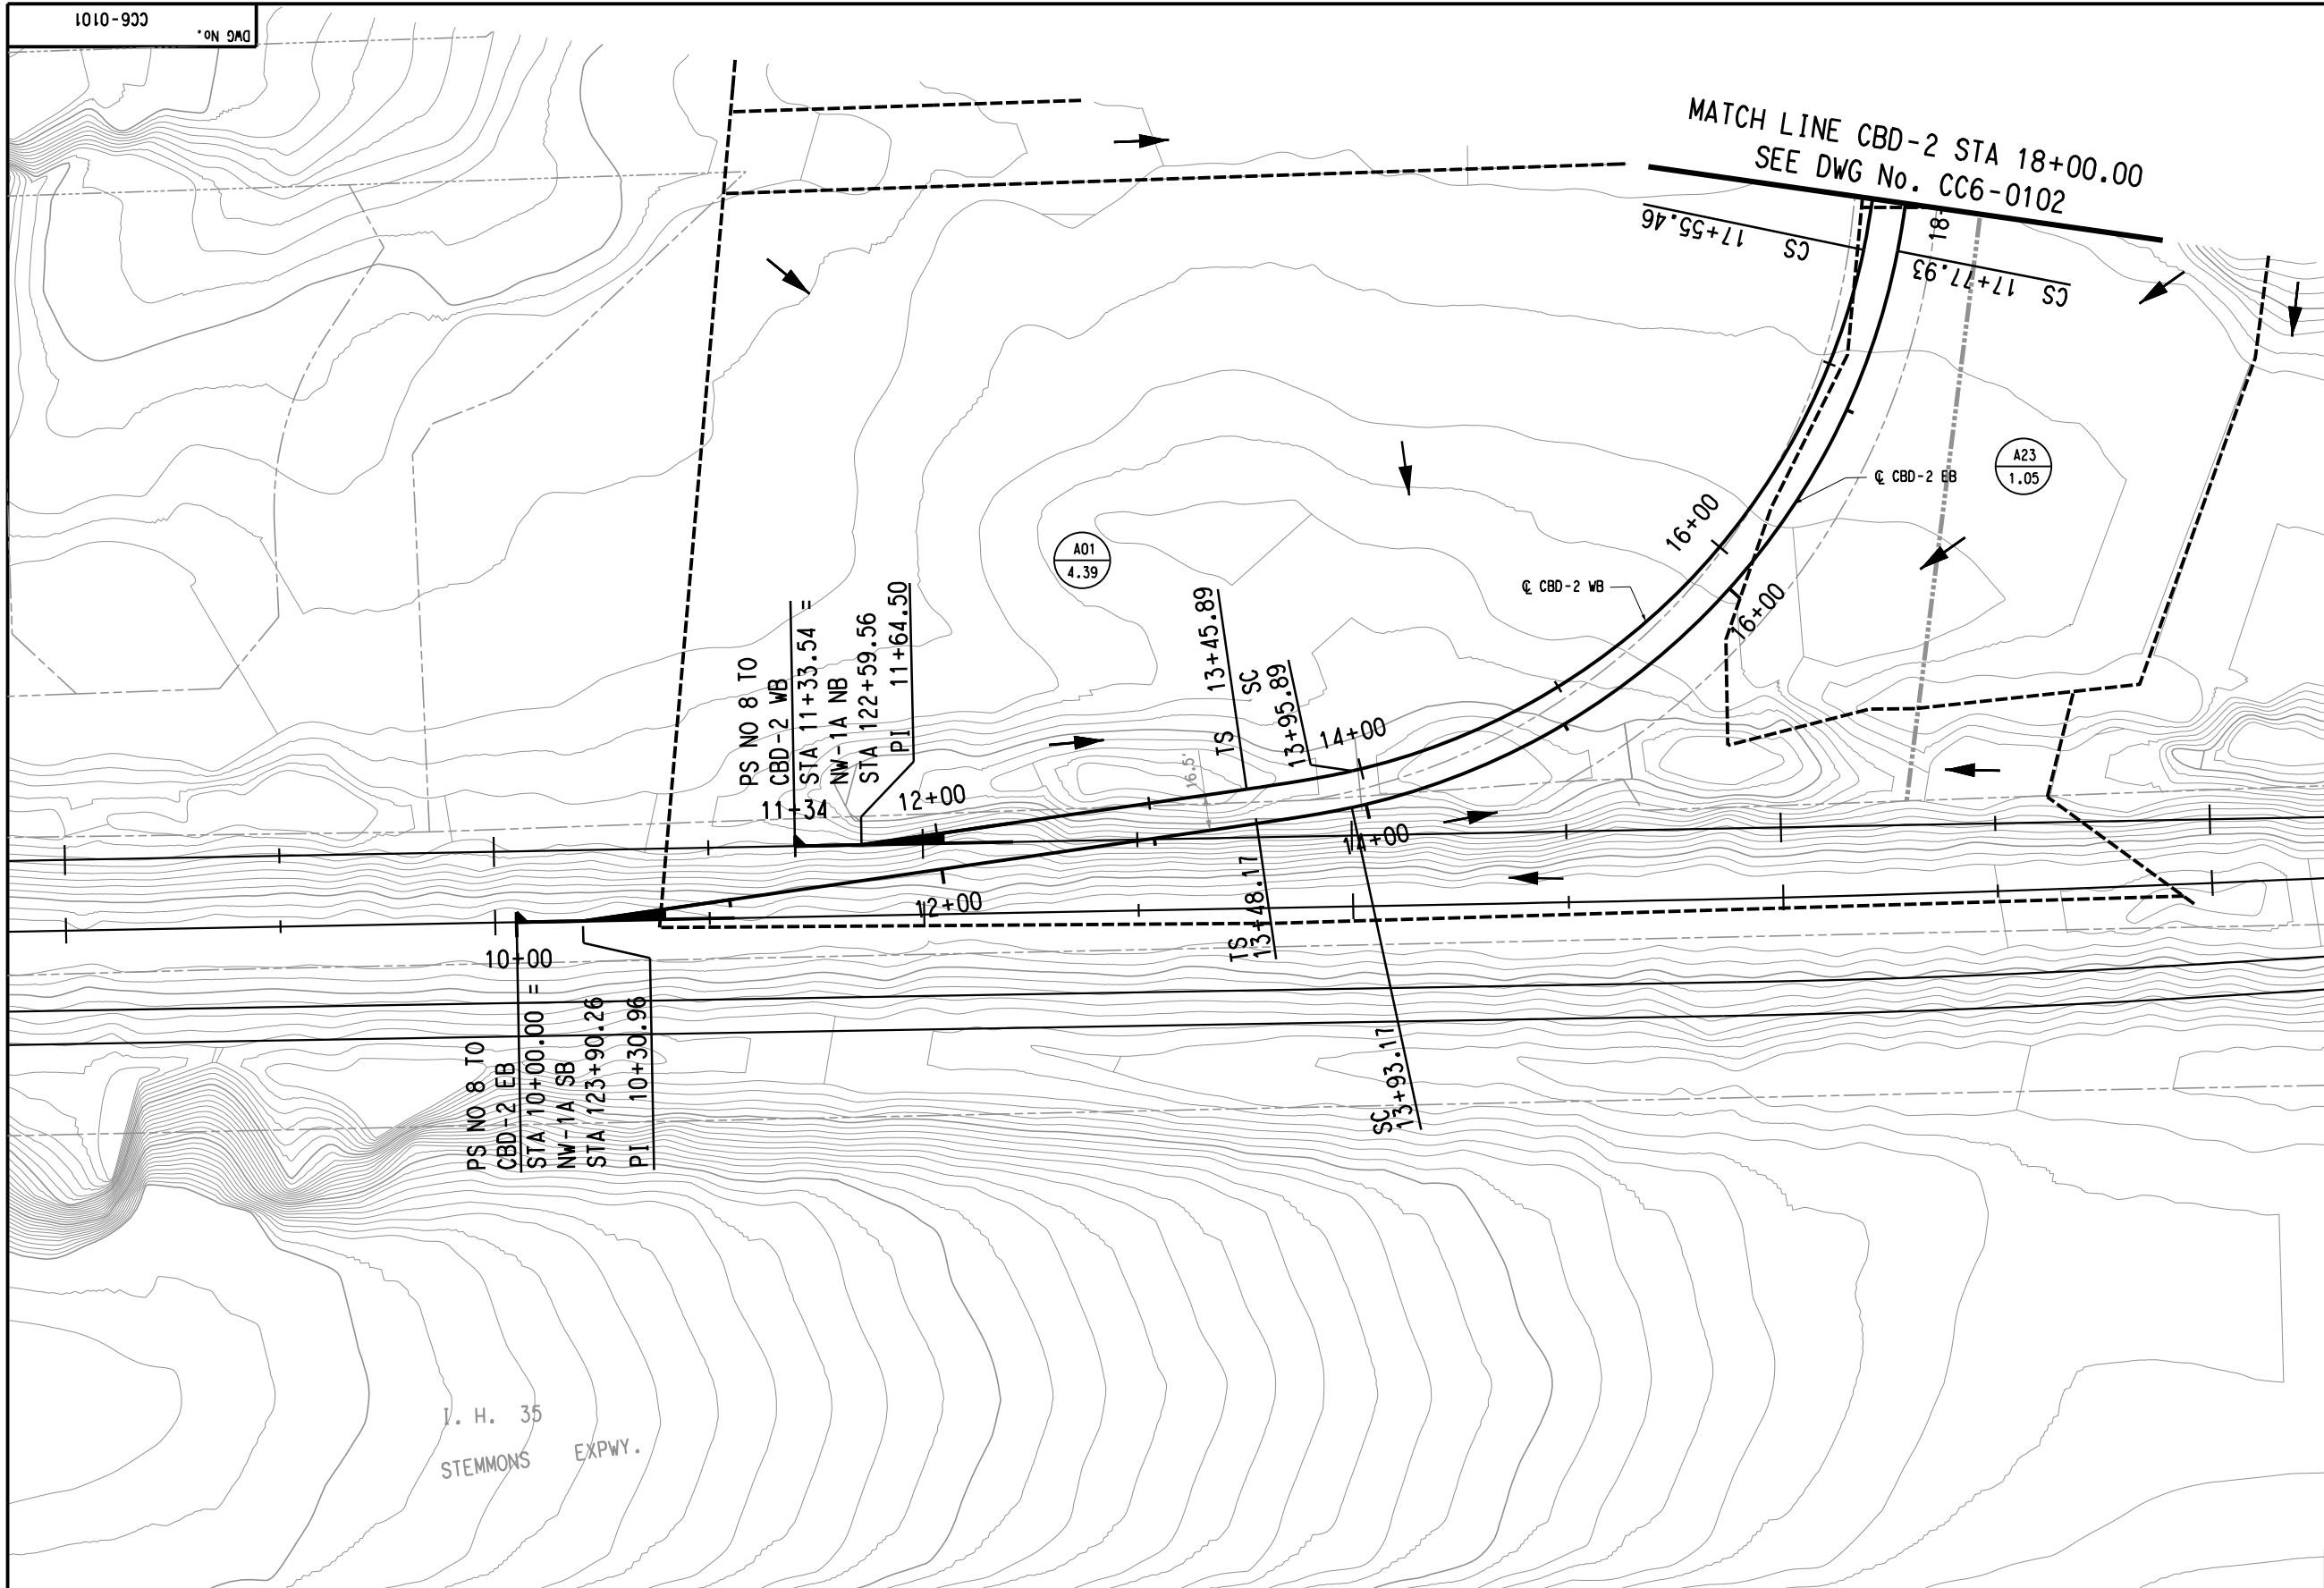 DWG No.
CC6-0101
MATCH LINE CBD-2 STA 18+00.00
SEE DWG No. CC6-0102
CS 17+55.46
CS 17+77.93
18
A23
1.05
℄ CBD-2 EB
16+00
A01
4.39
℄ CBD-2 WB
16+00
PS NO 8 TO
CBD-2 WB
STA 11+33.54 =
NW-1A NB
STA 122+59.56
PI 11+64.50
TS 13+45.89
SC
13+95.89
14+00
16.5'
11+34
12+00
14+00
12+00
TS
13+48.17
10+00
PS NO 8 TO
CBD-2 EB
STA 10+00.00 =
NW-1A SB
STA 123+90.26
PI 10+30.96
SC
13+93.17
I. H. 35
STEMMONS EXPWY.